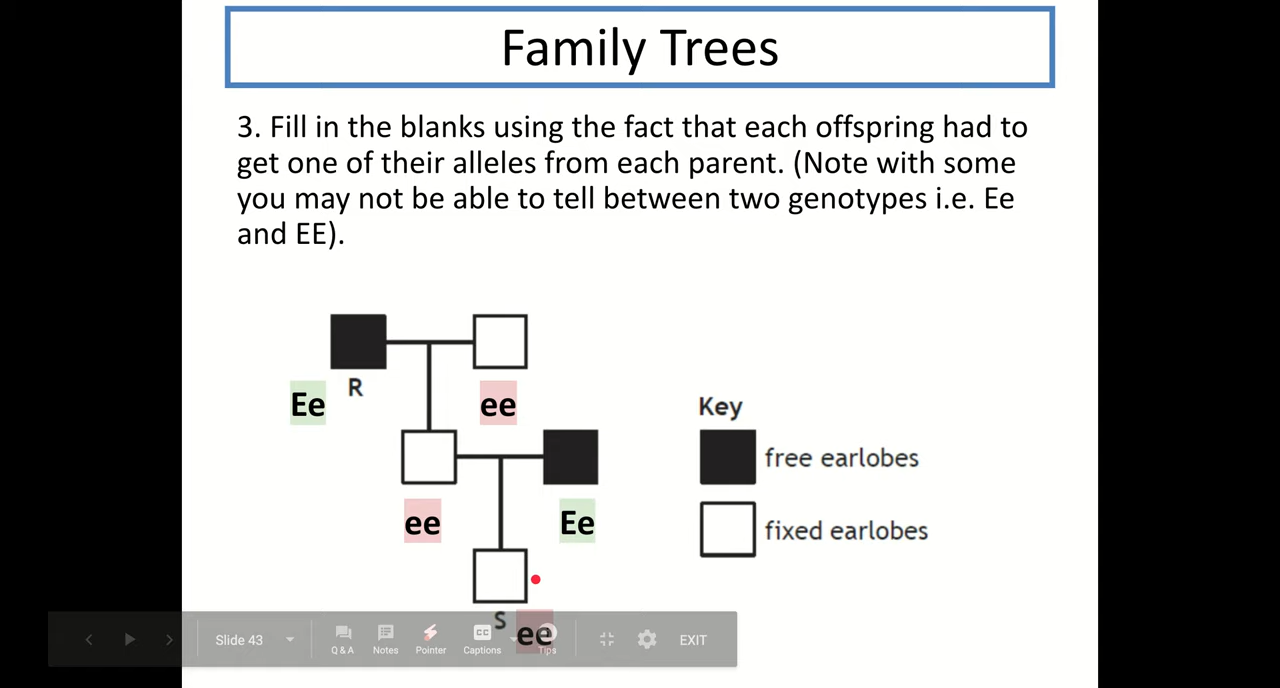 Family Trees
3. Fill in the blanks using the fact that each offspring had to
get one of their alleles from each parent. (Note with some
you may not be able to tell between two genotypes i.e. Ee
and EE).
R
Ee
ee
Key
free earlobes
ee
Ee
fixed earlobes
S
ee
Slide 43
Q & A
Notes
Pointer
CC
Captions
Tips
EXIT